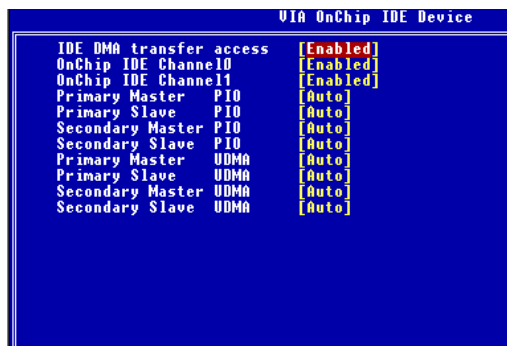 VIA OnChip IDE Device
IDE DMA transfer access [Enabled]
OnChip IDE Channel0 [Enabled]
OnChip IDE Channel1 [Enabled]
Primary Master PIO [Auto]
Primary Slave PIO [Auto]
Secondary Master PIO [Auto]
Secondary Slave PIO [Auto]
Primary Master UDMA [Auto]
Primary Slave UDMA [Auto]
Secondary Master UDMA [Auto]
Secondary Slave UDMA [Auto]